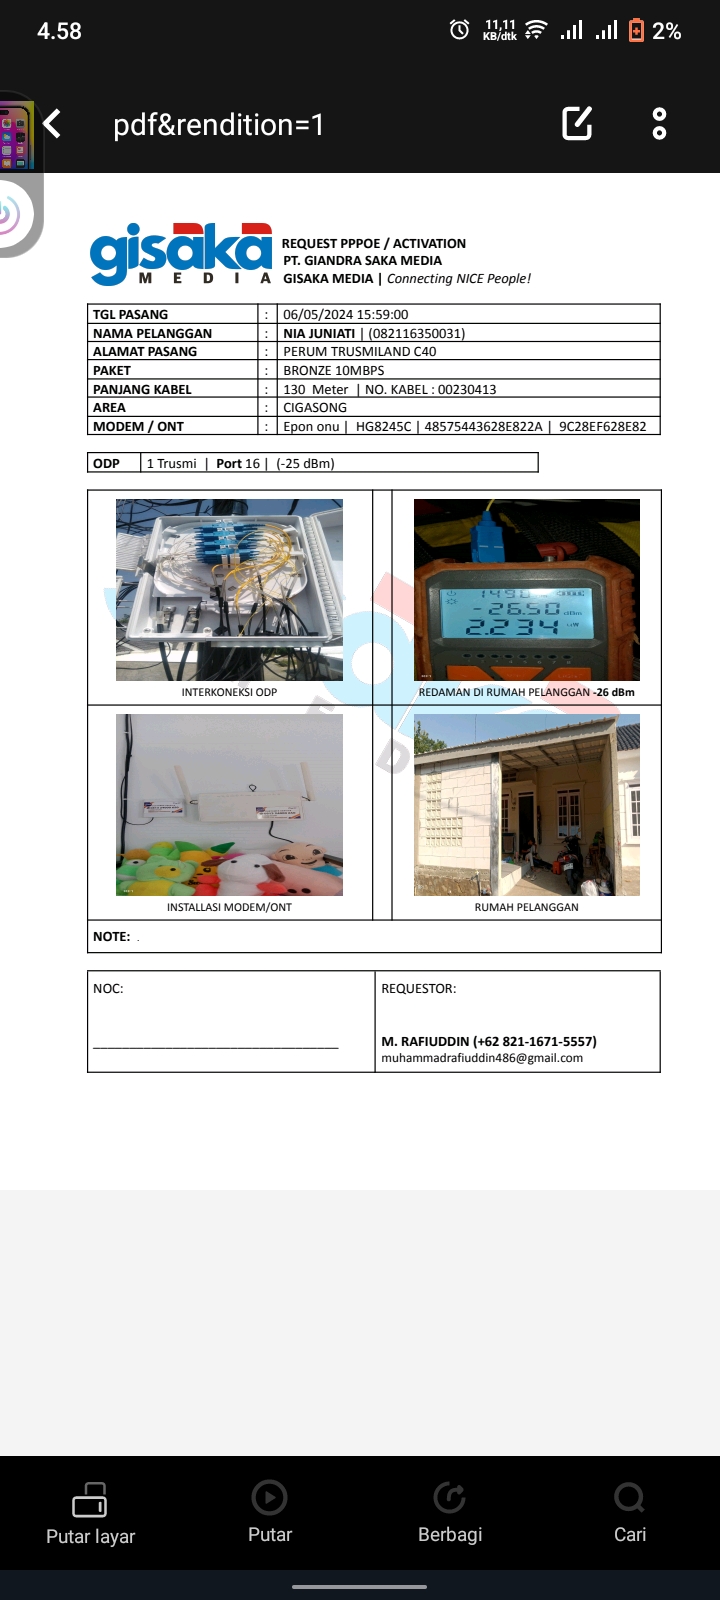 4.58
11,11
KB/dtk
2%
pdf&rendition=1
gisaka
MEDIA
REQUEST PPPOE / ACTIVATION
PT. GIANDRA SAKA MEDIA
GISAKA MEDIA | Connecting NICE People!
TGL PASANG : 06/05/2024 15:59:00
NAMA PELANGGAN : NIA JUNIATI | (082116350031)
ALAMAT PASANG : PERUM TRUSMILAND C40
PAKET : BRONZE 10MBPS
PANJANG KABEL : 130 Meter | NO. KABEL : 00230413
AREA : CIGASONG
MODEM / ONT : Epon onu | HG8245C | 48575443628E822A | 9C28EF628E82
ODP 1 Trusmi | Port 16 | (-25 dBm)
1498
-26.50 dBm
2.234 uW
INTERKONEKSI ODP
REDAMAN DI RUMAH PELANGGAN -26 dBm
INSTALLASI MODEM/ONT
RUMAH PELANGGAN
NOTE: .
NOC:
REQUESTOR:
M. RAFIUDDIN (+62 821-1671-5557)
muhammadrafiuddin486@gmail.com
Putar layar
Putar
Berbagi
Cari